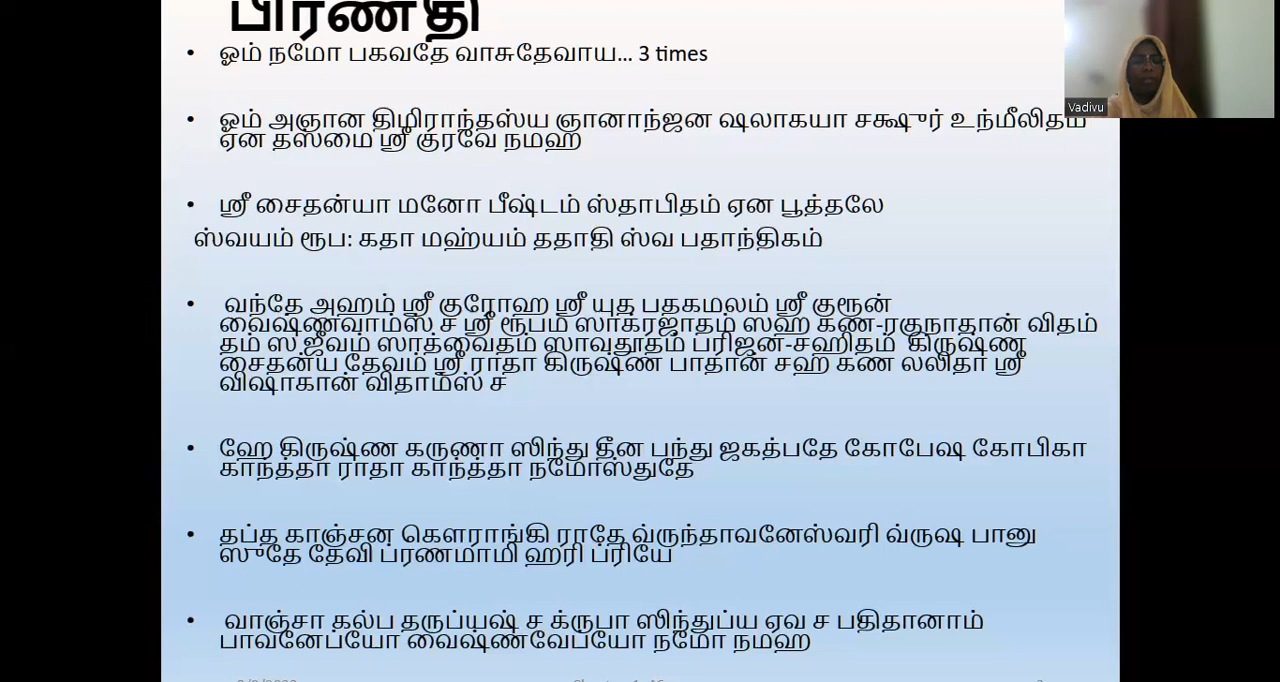 பிரணதி
• ஓம் நமோ பகவதே வாசுதேவாய... 3 times
Vadivu
• ஓம் அஞான திமிராந்தஸ்ய ஞானாந்ஜன ஷலாகயா சக்ஷுர் உந்மீலிதம்
ஏன தஸ்மை ஸ்ரீ குரவே நமஹ
• ஸ்ரீ சைதன்யா மனோ பீஷ்டம் ஸ்தாபிதம் ஏன பூத்தலே
ஸ்வயம் ரூப: கதா மஹ்யம் ததாதி ஸ்வ பதாந்திகம்
• வந்தே அஹம் ஸ்ரீ குரோஹ ஸ்ரீ யுத பதகமலம் ஸ்ரீ குரூன்
வைஷ்ணவாம்ஸ் ச ஸ்ரீ ரூபம் ஸாக்ரஜாதம் ஸஹ கண-ரகுநாதான் விதம்
தம் ஸ ஜீவம் ஸாத்வைதம் ஸாவுதூதம் பரிஜன-சஹிதம் கிருஷ்ண
சைதன்ய தேவம் ஸ்ரீ ராதா கிருஷ்ண பாதான் சஹ கண லலிதா ஸ்ரீ
விஷாகான் விதாம்ஸ் ச
• ஹே கிருஷ்ண கருணா ஸிந்து தீன பந்து ஜகத்பதே கோபேஷ கோபிகா
காந்த்தா ராதா காந்த்தா நமோஸ்துதே
• தப்த காஞ்சன கௌராங்கி ராதே வ்ருந்தாவனேஸ்வரி வ்ருஷ பானு
ஸுதே தேவி ப்ரணமாமி ஹரி ப்ரியே
• வாஞ்சா கல்ப தருப்யஷ் ச க்ருபா ஸிந்துப்ய ஏவ ச பதிதானாம்
பாவனேப்யோ வைஷ்ணவேப்யோ நமோ நமஹ